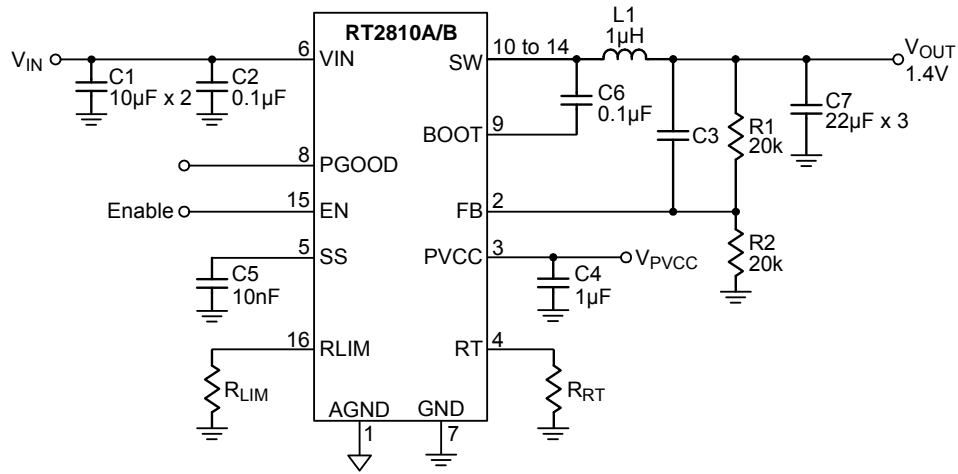 RT2810A/B
VIN
6
VIN
C1
10µF x 2
C2
0.1µF
8
PGOOD
Enable
15
EN
5
SS
C5
10nF
16
RLIM
RLIM
AGND
1
GND
7
SW
10 to 14
L1
1µH
C6
0.1µF
BOOT
9
C3
R1
20k
C7
22µF x 3
VOUT
1.4V
FB
2
R2
20k
PVCC
3
VPVCC
C4
1µF
RT
4
RRT